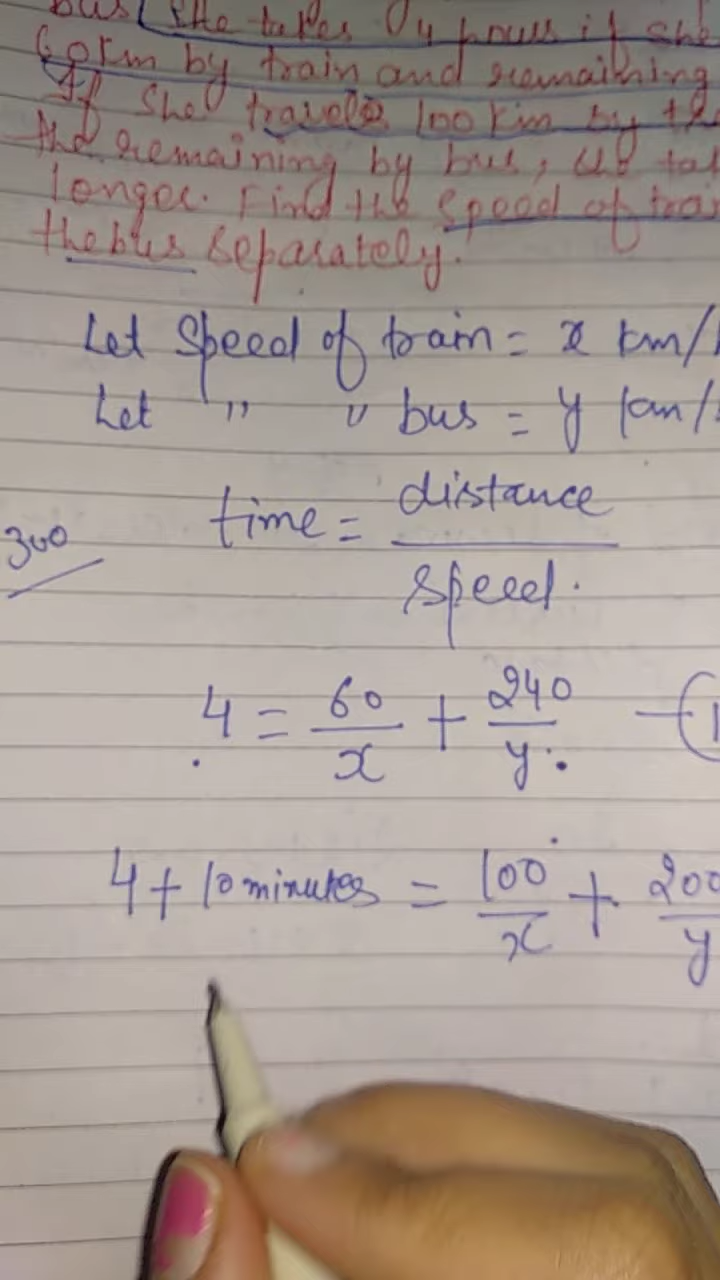 bus she takes 4 hours if she
60km by train and remaining
If she travels 100 km by
the remaining by bus, she
longer. Find the speed of
the bus separately.
Let speed of train = x km/
Let " " bus = y km/
time = distance
speed.
300
4 = 60/x + 240/y. —(1
4 + 10 minutes = 100/x + 200/y